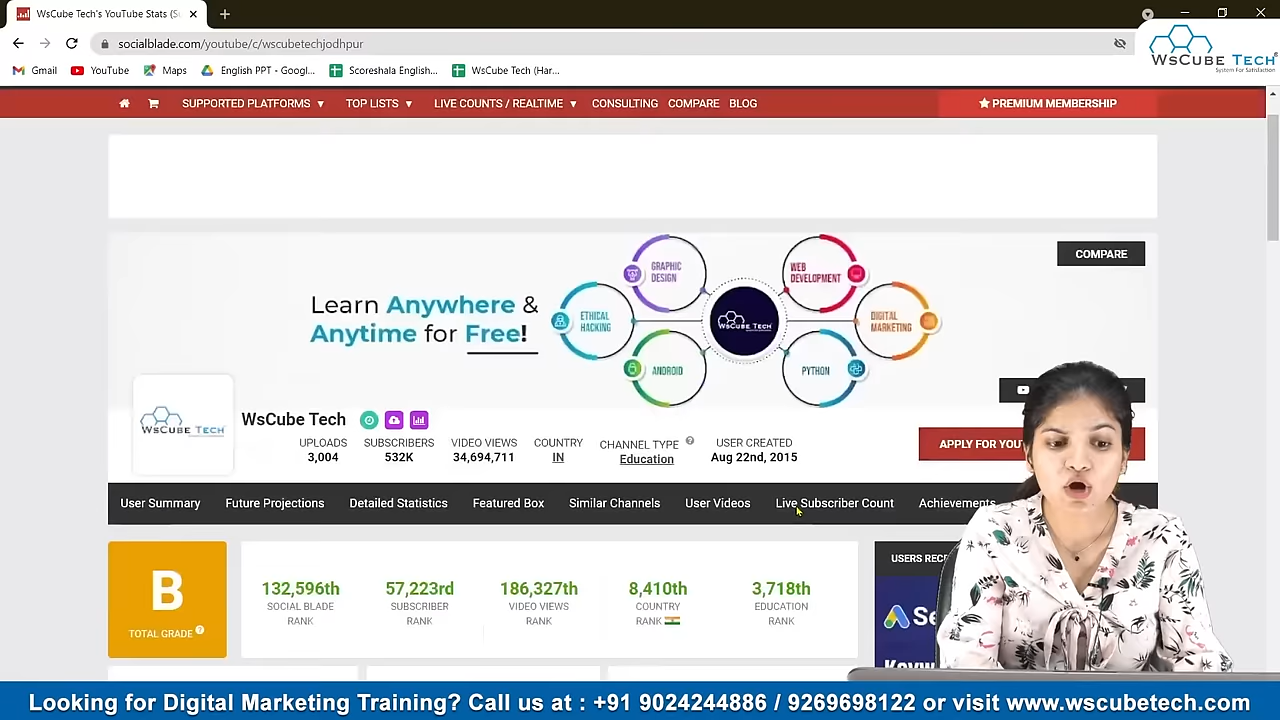 WsCube Tech's YouTube Stats (S
socialblade.com/youtube/c/wscubetechjodhpur
WSCUBE TECH
System For Satisfaction
Gmail
YouTube
Maps
English PPT - Googl...
Scoreshala English...
WsCube Tech - ar...
SUPPORTED PLATFORMS
TOP LISTS
LIVE COUNTS / REALTIME
CONSULTING
COMPARE
BLOG
PREMIUM MEMBERSHIP
COMPARE
Learn Anywhere &
Anytime for Free!
GRAPHIC
DESIGN
WEB
DEVELOPMENT
ETHICAL
HACKING
WSCUBE TECH
DIGITAL
MARKETING
ANDROID
PYTHON
WSCUBE TECH
WsCube Tech
UPLOADS
3,004
SUBSCRIBERS
532K
VIDEO VIEWS
34,694,711
COUNTRY
IN
CHANNEL TYPE
Education
USER CREATED
Aug 22nd, 2015
APPLY FOR YOU
User Summary
Future Projections
Detailed Statistics
Featured Box
Similar Channels
User Videos
Live Subscriber Count
Achievements
B
TOTAL GRADE
132,596th
SOCIAL BLADE
RANK
57,223rd
SUBSCRIBER
RANK
186,327th
VIDEO VIEWS
RANK
8,410th
COUNTRY
RANK
3,718th
EDUCATION
RANK
USERS REC
Se
Looking for Digital Marketing Training? Call us at : +91 9024244886 / 9269698122 or visit www.wscubetech.com